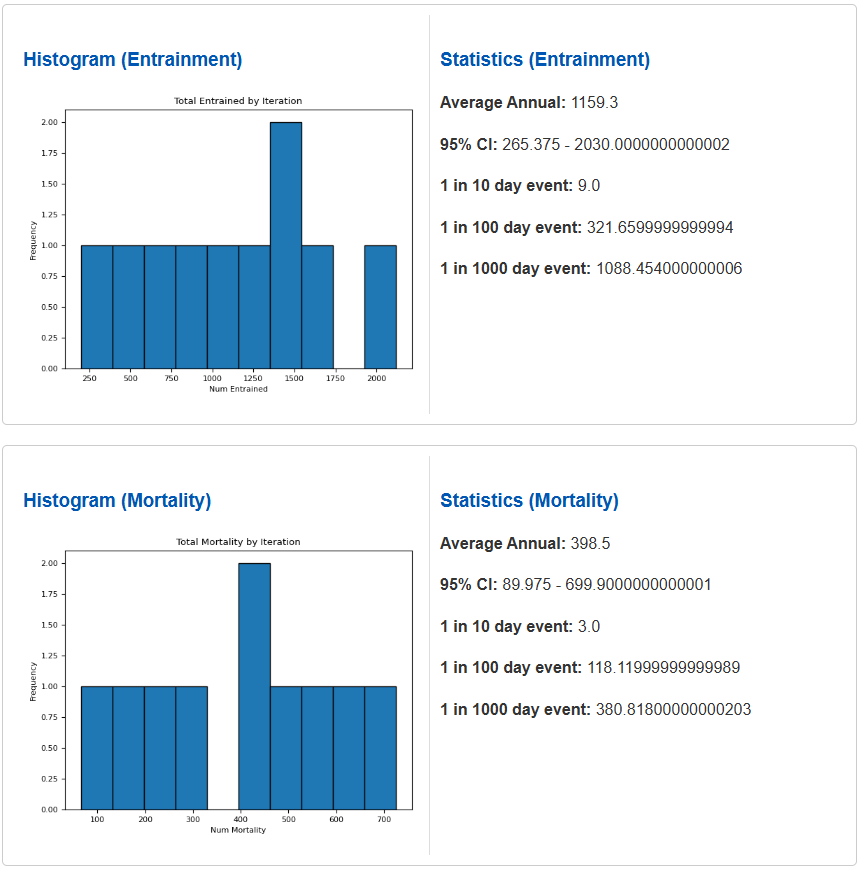 Histogram (Entrainment)
Total Entrained by Iteration
2.00
1.75
1.50
1.25
1.00
0.75
0.50
0.25
0.00
Frequency
250 500 750 1000 1250 1500 1750 2000
Num Entrained
Statistics (Entrainment)
Average Annual: 1159.3
95% CI: 265.375 - 2030.0000000000002
1 in 10 day event: 9.0
1 in 100 day event: 321.6599999999994
1 in 1000 day event: 1088.454000000006
Histogram (Mortality)
Total Mortality by Iteration
2.00
1.75
1.50
1.25
1.00
0.75
0.50
0.25
0.00
Frequency
100 200 300 400 500 600 700
Num Mortality
Statistics (Mortality)
Average Annual: 398.5
95% CI: 89.975 - 699.9000000000001
1 in 10 day event: 3.0
1 in 100 day event: 118.11999999999989
1 in 1000 day event: 380.81800000000203